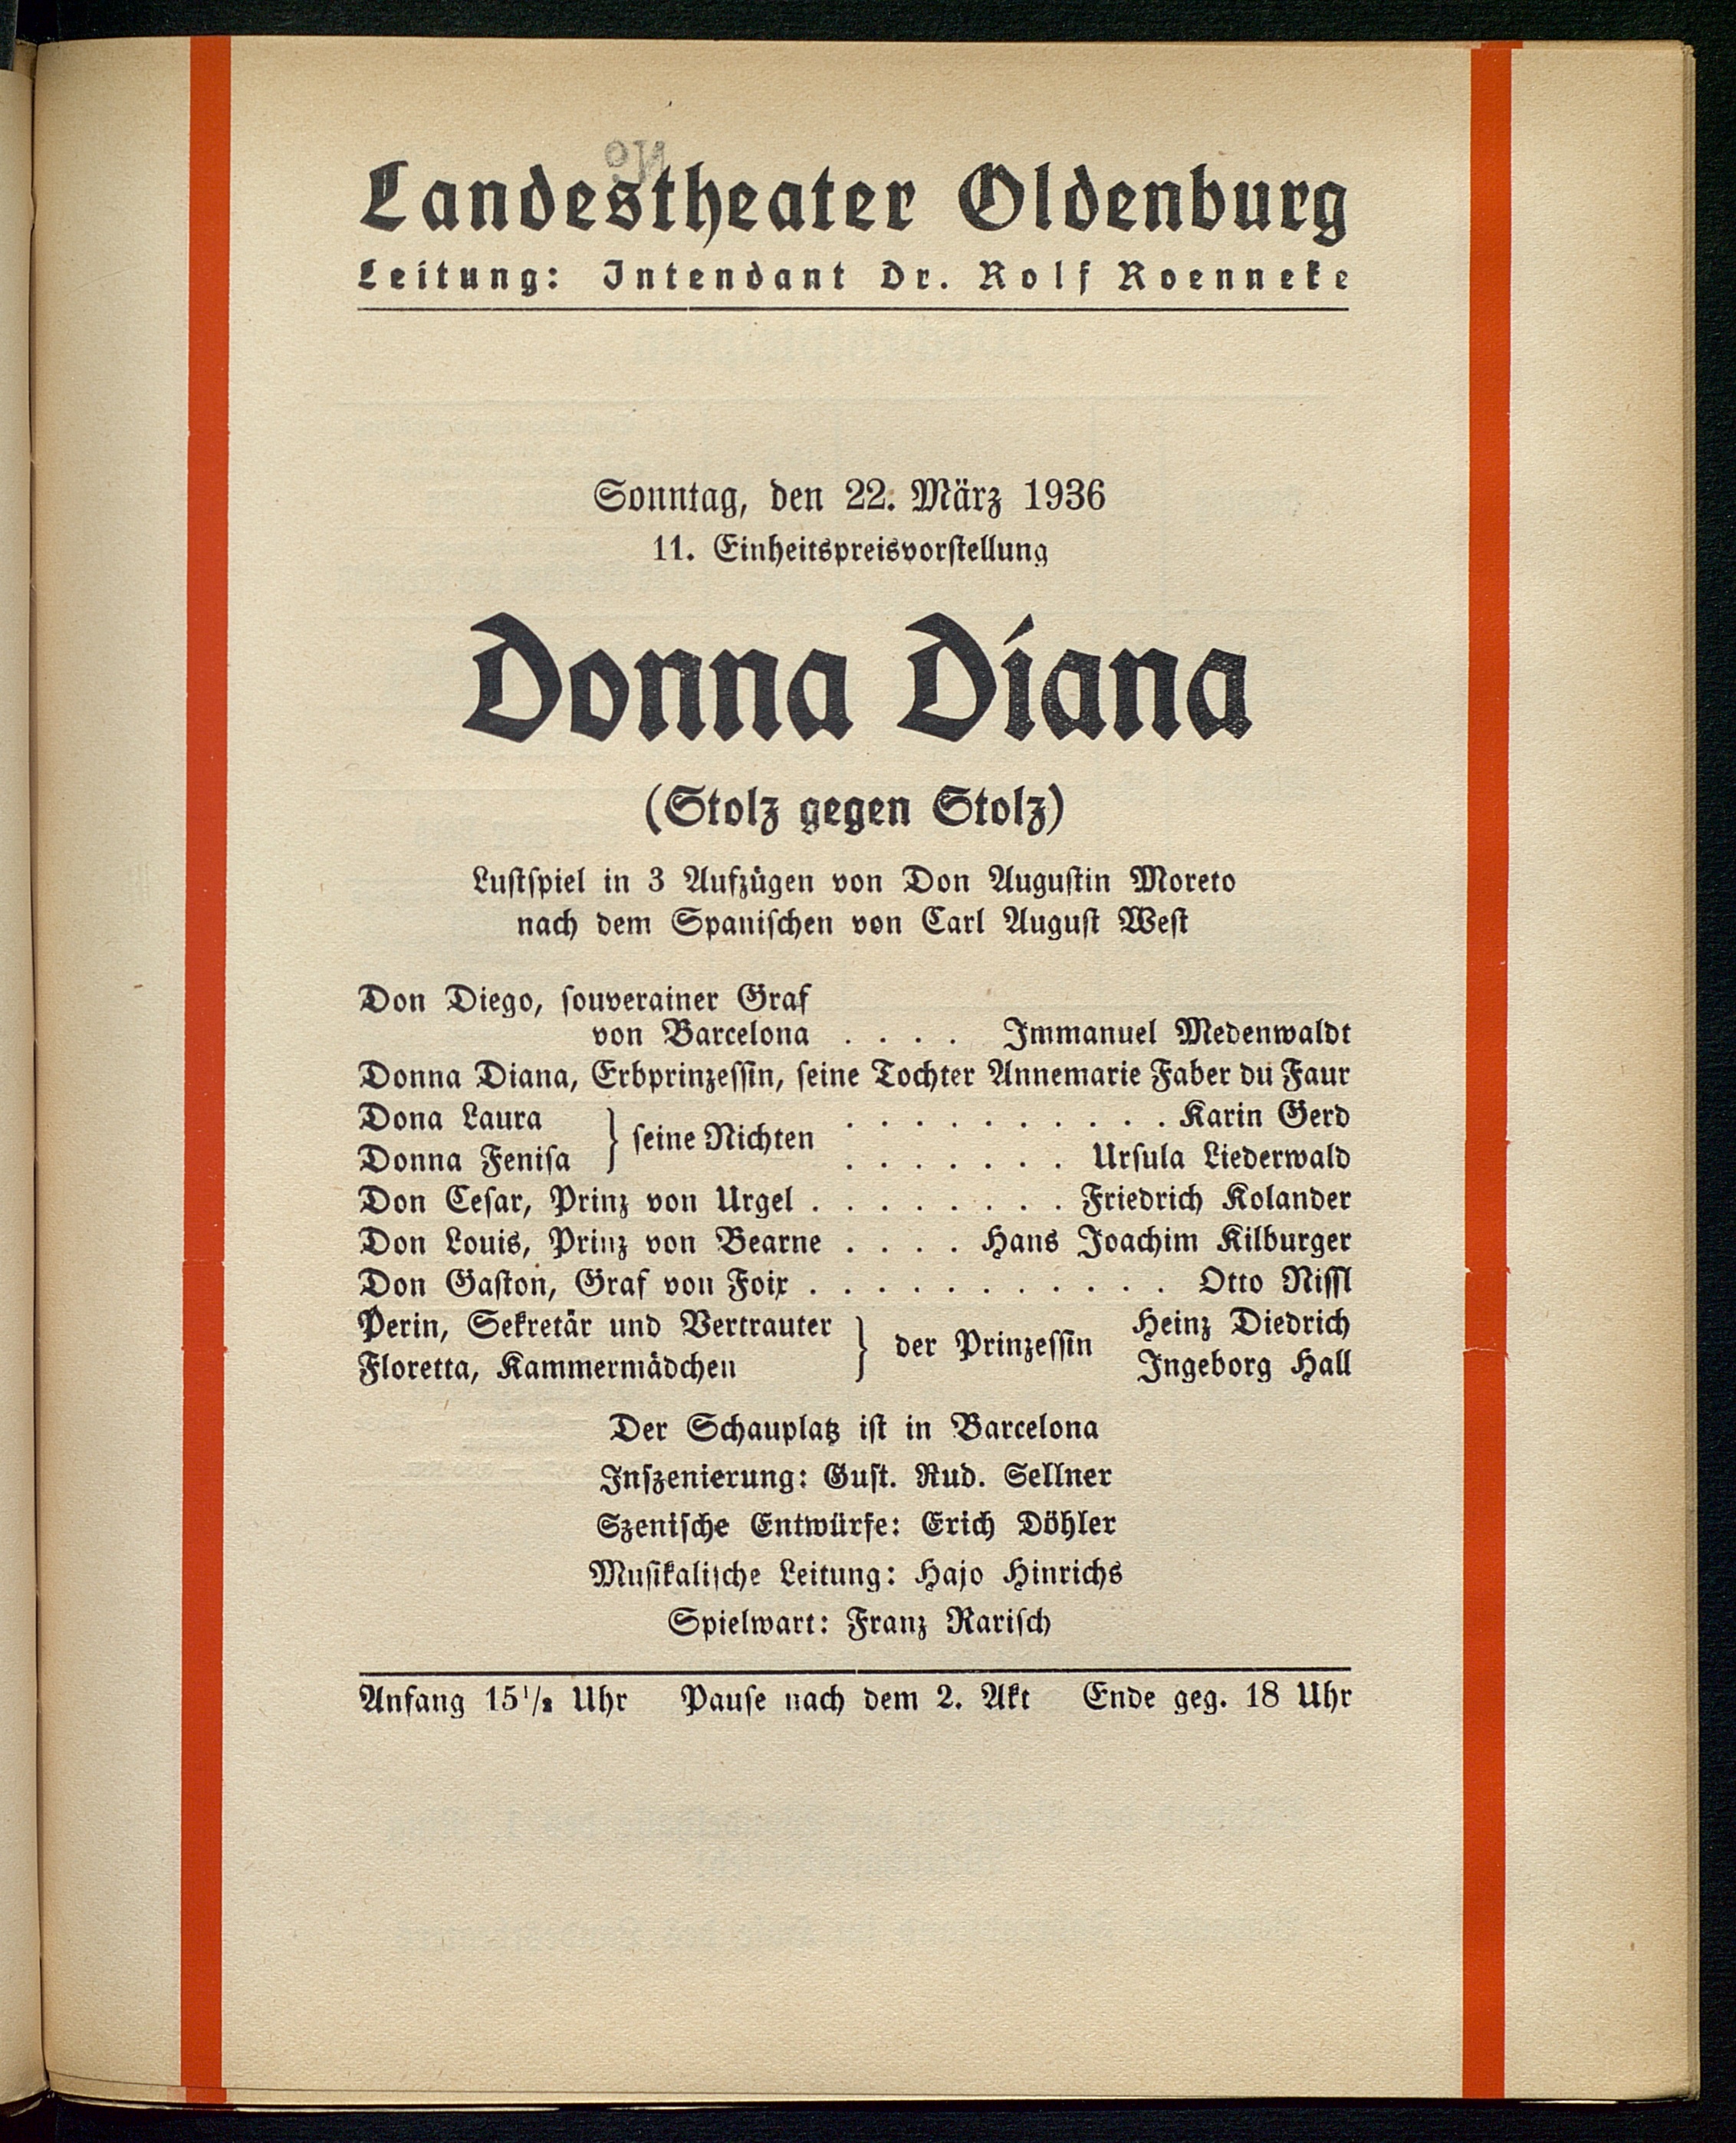 Landestheater Oldenburg
Leitung: Intendant Dr. Rolf Roenneke
Sonntag, den 22. März 1936
11. Einheitspreisvorstellung
Donna Diana
(Stolz gegen Stolz)
Lustspiel in 3 Aufzügen von Don Augustin Moreto
nach dem Spanischen von Carl August West
Don Diego, souverainer Graf
von Barcelona . . . . Immanuel Medenwaldt
Donna Diana, Erbprinzessin, seine Tochter Annemarie Faber du Faur
Dona Laura } seine Nichten . . . . . . . . . . Karin Gerd
Donna Fenisa } . . . . . . . Ursula Liederwald
Don Cesar, Prinz von Urgel . . . . . . . . Friedrich Kolander
Don Louis, Prinz von Bearne . . . . Hans Joachim Kilburger
Don Gaston, Graf von Foix . . . . . . . . . . . Otto Nissl
Perin, Sekretär und Vertrauter } der Prinzessin Heinz Diedrich
Floretta, Kammermädchen } Ingeborg Hall
Der Schauplatz ist in Barcelona
Inszenierung: Gust. Rud. Sellner
Szenische Entwürfe: Erich Döhler
Musikalische Leitung: Hajo Hinrichs
Spielwart: Franz Rarisch
Anfang 15½ Uhr Pause nach dem 2. Akt Ende geg. 18 Uhr